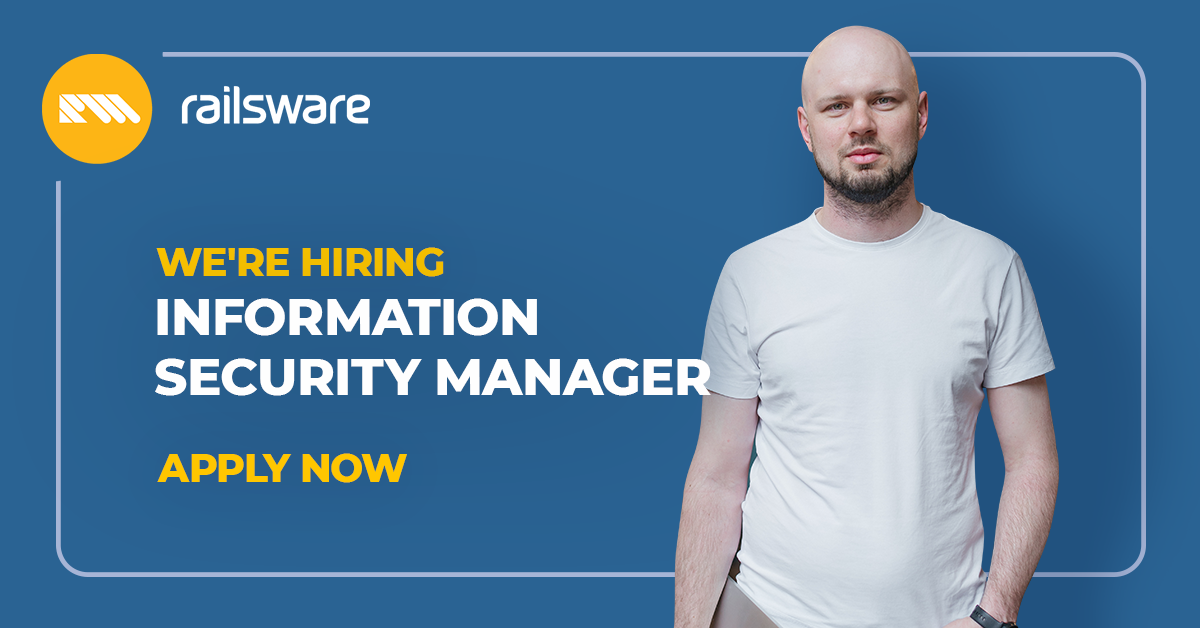 railsware
WE'RE HIRING
INFORMATION
SECURITY MANAGER
APPLY NOW